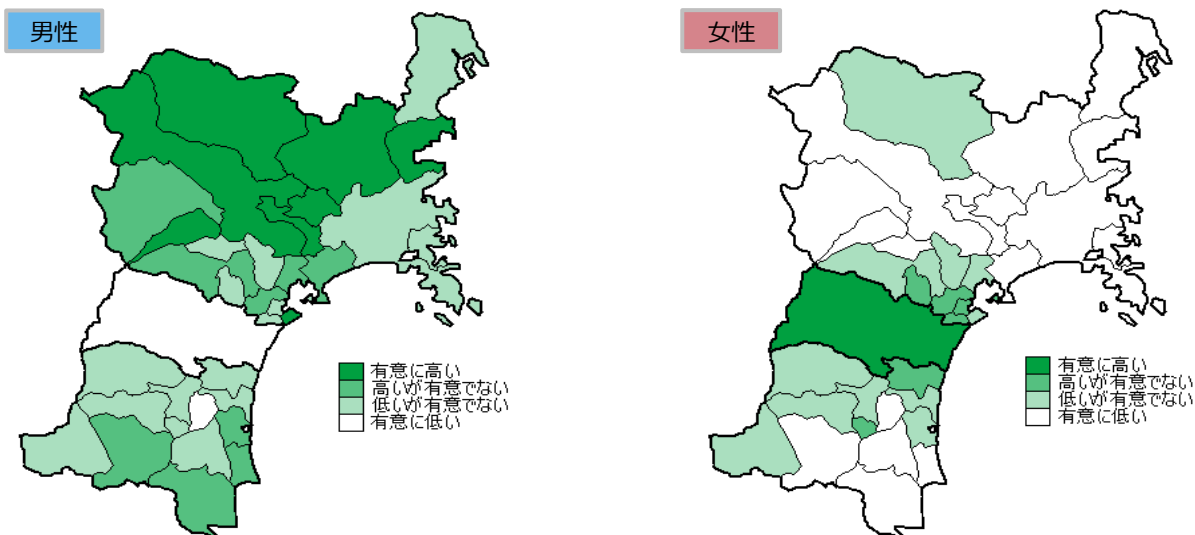 男性
女性
有意に高い
高いが有意でない
低いが有意でない
有意に低い
有意に高い
高いが有意でない
低いが有意でない
有意に低い